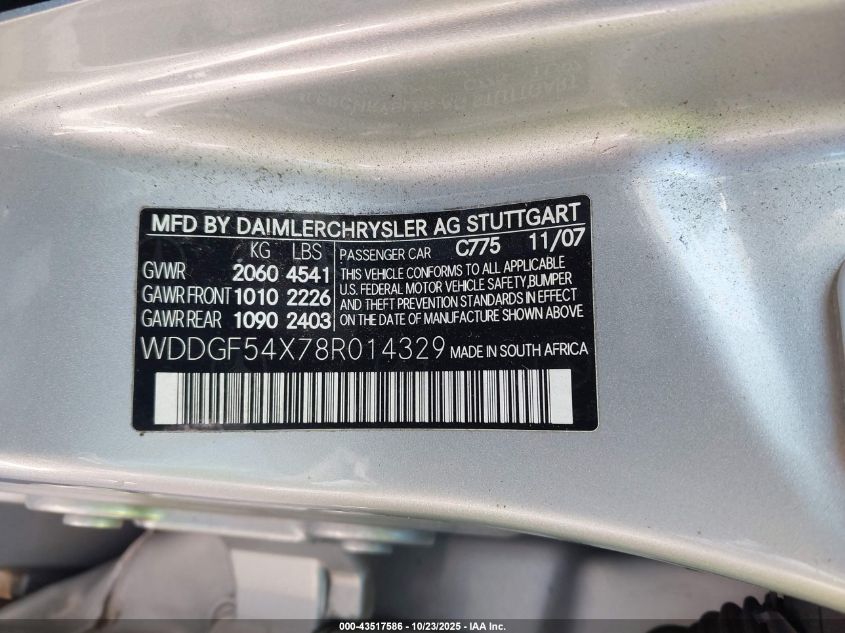 MFD BY DAIMLERCHRYSLER AG STUTTGART
KG LBS
GVWR 2060 4541
GAWR FRONT 1010 2226
GAWR REAR 1090 2403
PASSENGER CAR C775 11/07
THIS VEHICLE CONFORMS TO ALL APPLICABLE
U.S. FEDERAL MOTOR VEHICLE SAFETY,BUMPER
AND THEFT PREVENTION STANDARDS IN EFFECT
ON THE DATE OF MANUFACTURE SHOWN ABOVE
WDDGF54X78R014329 MADE IN SOUTH AFRICA
000-43517586 - 10/23/2025 - IAA Inc.